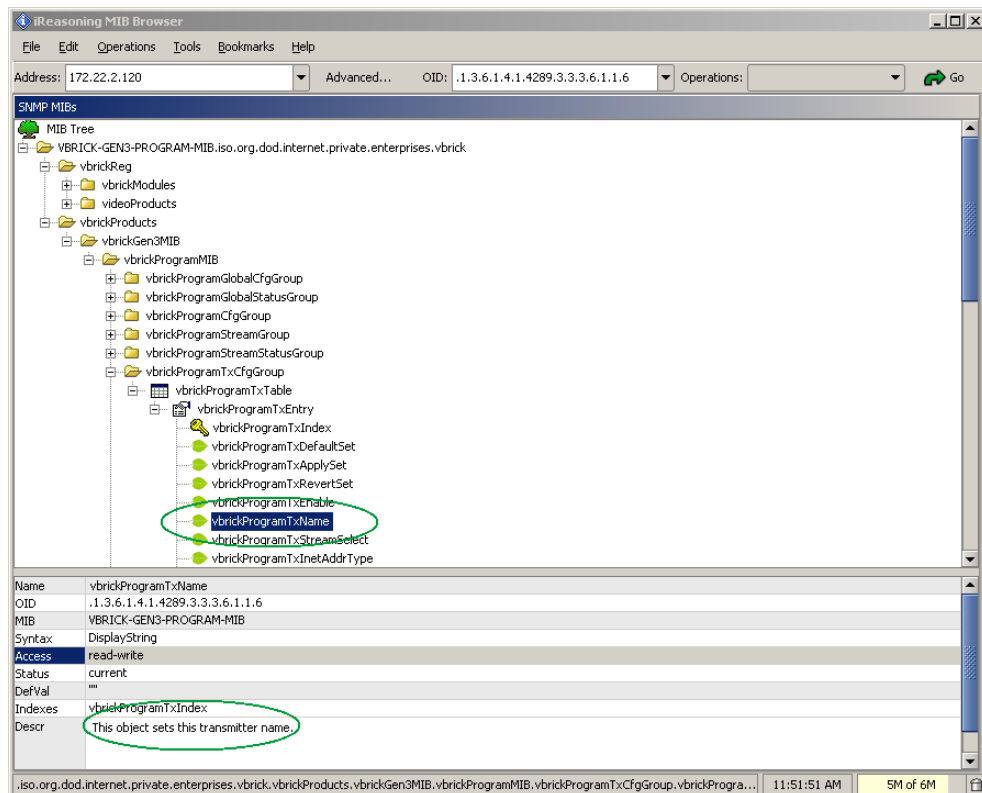 iReasoning MIB Browser
File Edit Operations Tools Bookmarks Help
Address: 172.22.2.120 Advanced... OID: .1.3.6.1.4.1.4289.3.3.3.6.1.1.6 Operations: Go
SNMP MIBs
MIB Tree
VBRICK-GEN3-PROGRAM-MIB.iso.org.dod.internet.private.enterprises.vbrick
vbrickReg
vbrickModules
videoProducts
vbrickProducts
vbrickGen3MIB
vbrickProgramMIB
vbrickProgramGlobalCfgGroup
vbrickProgramGlobalStatusGroup
vbrickProgramCfgGroup
vbrickProgramStreamGroup
vbrickProgramStreamStatusGroup
vbrickProgramTxCfgGroup
vbrickProgramTxTable
vbrickProgramTxEntry
vbrickProgramTxIndex
vbrickProgramTxDefaultSet
vbrickProgramTxApplySet
vbrickProgramTxRevertSet
vbrickProgramTxEnable
vbrickProgramTxName
vbrickProgramTxStreamSelect
vbrickProgramTxInetAddrType
Name vbrickProgramTxName
OID .1.3.6.1.4.1.4289.3.3.3.6.1.1.6
MIB VBRICK-GEN3-PROGRAM-MIB
Syntax DisplayString
Access read-write
Status current
DefVal ""
Indexes vbrickProgramTxIndex
Descr This object sets this transmitter name.
.iso.org.dod.internet.private.enterprises.vbrick.vbrickProducts.vbrickGen3MIB.vbrickProgramMIB.vbrickProgramTxCfgGroup.vbrickProgra... 11:51:51 AM 5M of 6M